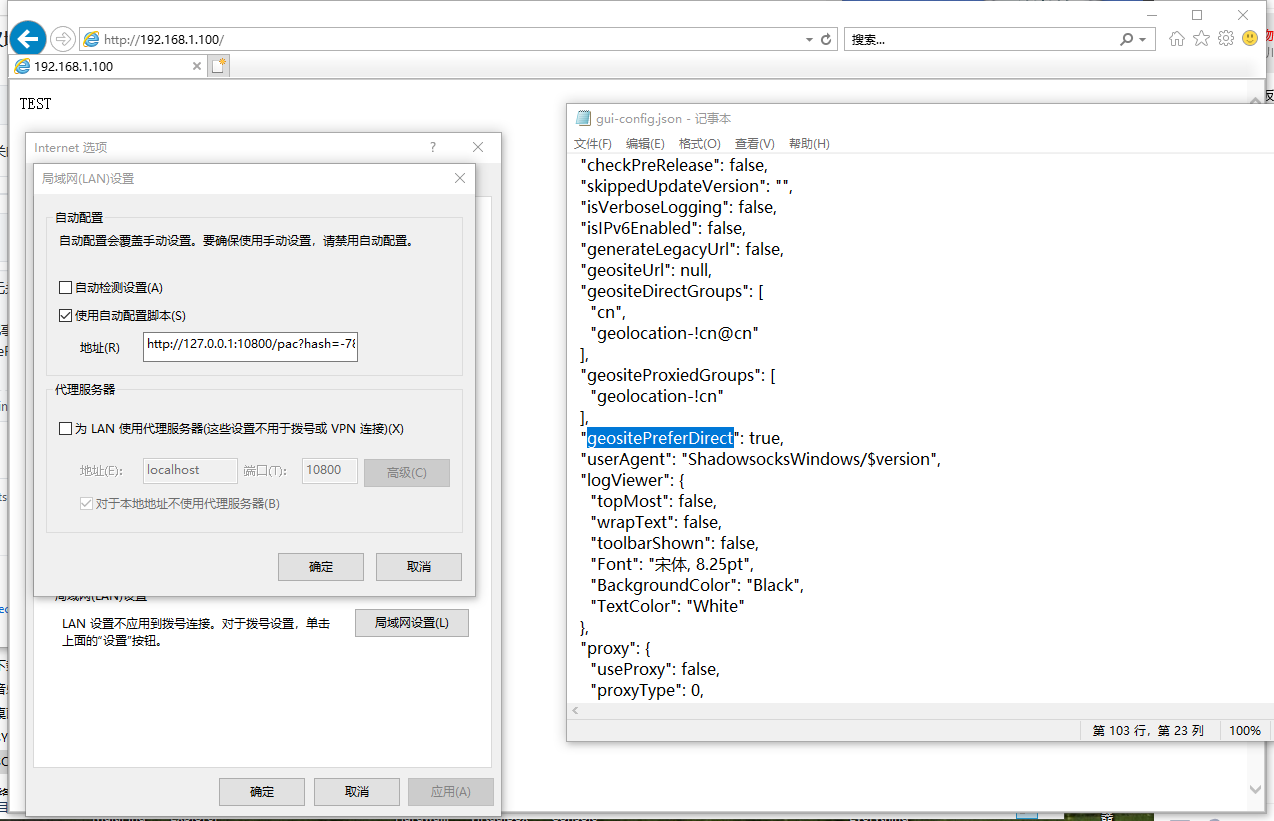 http://192.168.1.100/
搜索...
192.168.1.100
TEST
Internet 选项
?
局域网(LAN)设置
自动配置
自动配置会覆盖手动设置。要确保使用手动设置，请禁用自动配置。
自动检测设置(A)
使用自动配置脚本(S)
地址(R)
http://127.0.0.1:10800/pac?hash=-78
代理服务器
为 LAN 使用代理服务器(这些设置不用于拨号或 VPN 连接)(X)
地址(E):
localhost
端口(T):
10800
高级(C)
对于本地地址不使用代理服务器(B)
确定
取消
局域网(LAN)设置
LAN 设置不应用到拨号连接。对于拨号设置，单击
上面的“设置”按钮。
局域网设置(L)
确定
取消
应用(A)
gui-config.json - 记事本
文件(F) 编辑(E) 格式(O) 查看(V) 帮助(H)
"checkPreRelease": false,
"skippedUpdateVersion": "",
"isVerboseLogging": false,
"isIPv6Enabled": false,
"generateLegacyUrl": false,
"geositeUrl": null,
"geositeDirectGroups": [
"cn",
"geolocation-!cn@cn"
],
"geositeProxiedGroups": [
"geolocation-!cn"
],
"geositePreferDirect": true,
"userAgent": "ShadowsocksWindows/$version",
"logViewer": {
"topMost": false,
"wrapText": false,
"toolbarShown": false,
"Font": "宋体, 8.25pt",
"BackgroundColor": "Black",
"TextColor": "White"
},
"proxy": {
"useProxy": false,
"proxyType": 0,
第 103 行，第 23 列
100%